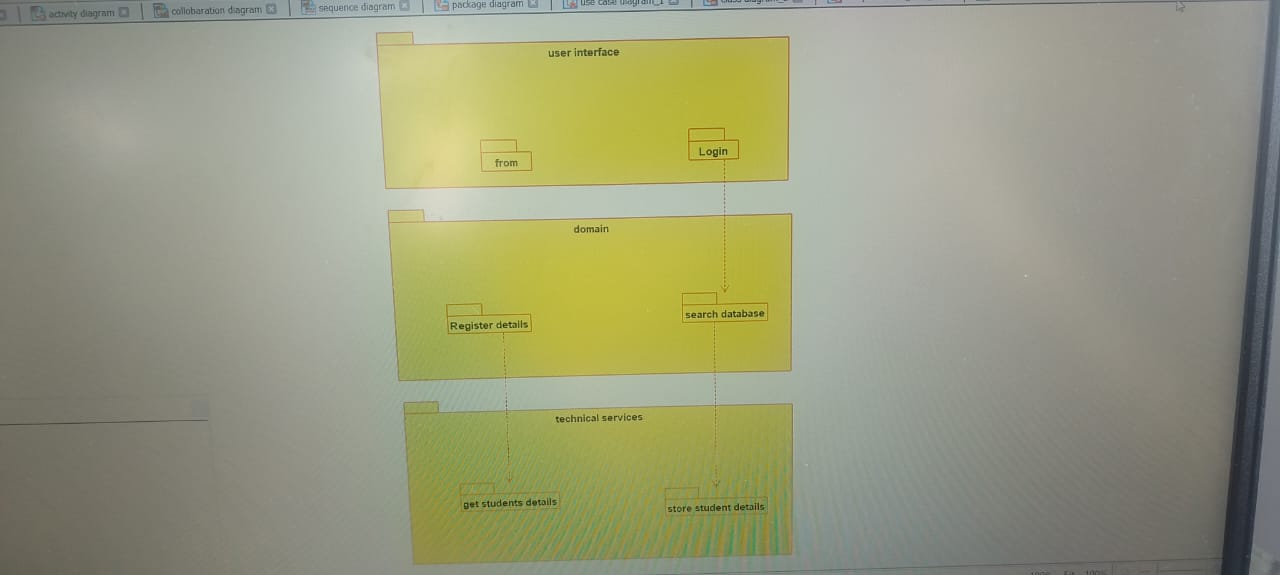 activity diagram
collobaration diagram
sequence diagram
package diagram
use case diagram_1
user interface
from
Login
domain
Register details
search database
technical services
get students details
store student details